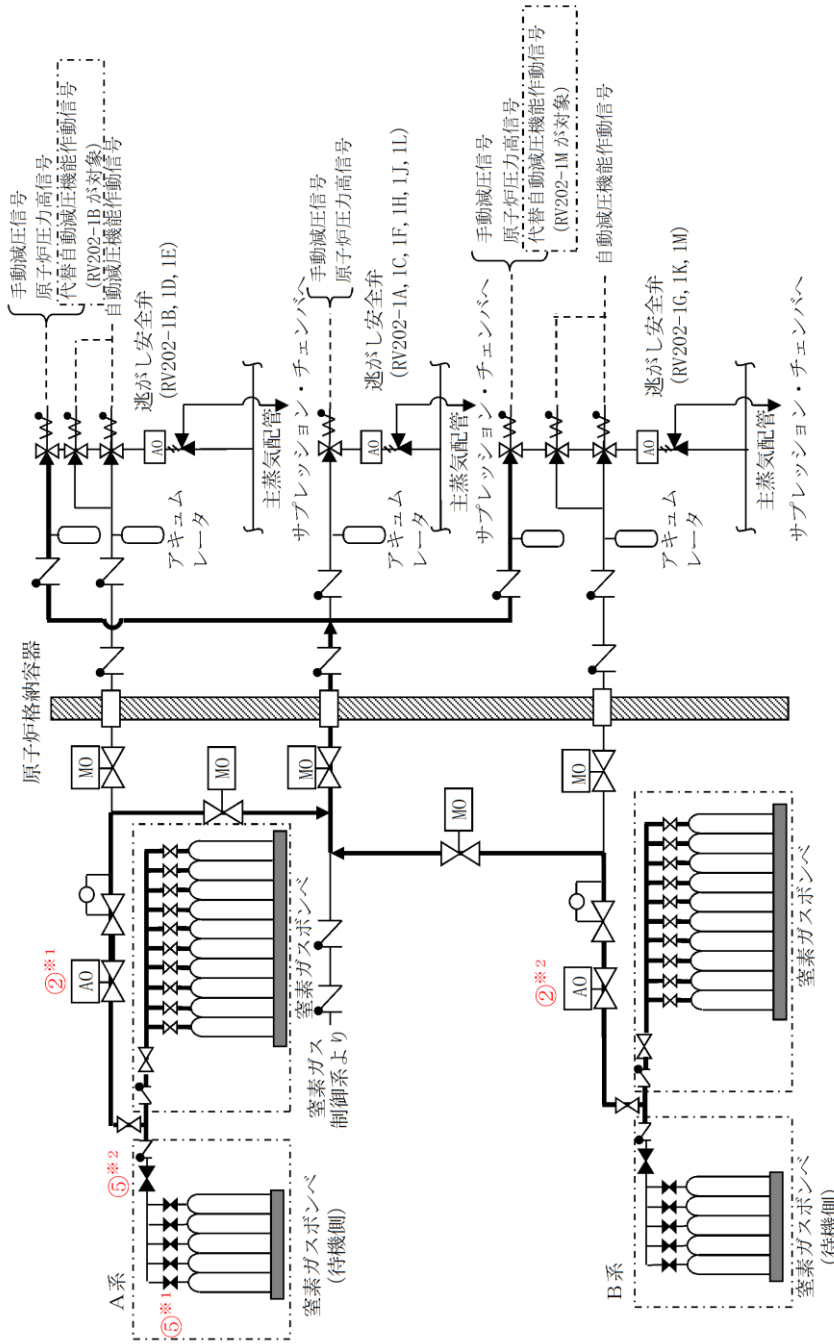 原子炉格納容器
手動減圧信号
原子炉圧力高信号
代替自動減圧機能作動信号
(RV202-1B が対象)
自動減圧機能作動信号
逃がし安全弁
(RV202-1B, 1D, 1E)
AO
主蒸気配管
サプレッション・チェンバへ
アキュム
レータ
手動減圧信号
原子炉圧力高信号
逃がし安全弁
(RV202-1A, 1C, 1F, 1H, 1J, 1L)
AO
主蒸気配管
サプレッション・チェンバへ
アキュム
レータ
手動減圧信号
原子炉圧力高信号
代替自動減圧機能作動信号
(RV202-1M が対象)
自動減圧機能作動信号
逃がし安全弁
(RV202-1G, 1K, 1M)
AO
主蒸気配管
サプレッション・チェンバへ
アキュム
レータ
MO
MO
MO
MO
MO
②※1
AO
窒素ガスボンベ
窒素ガス
制御系より
A系
⑤※2
⑤※1
窒素ガスボンベ
(待機側)
②※2
AO
窒素ガスボンベ
B系
窒素ガスボンベ
(待機側)